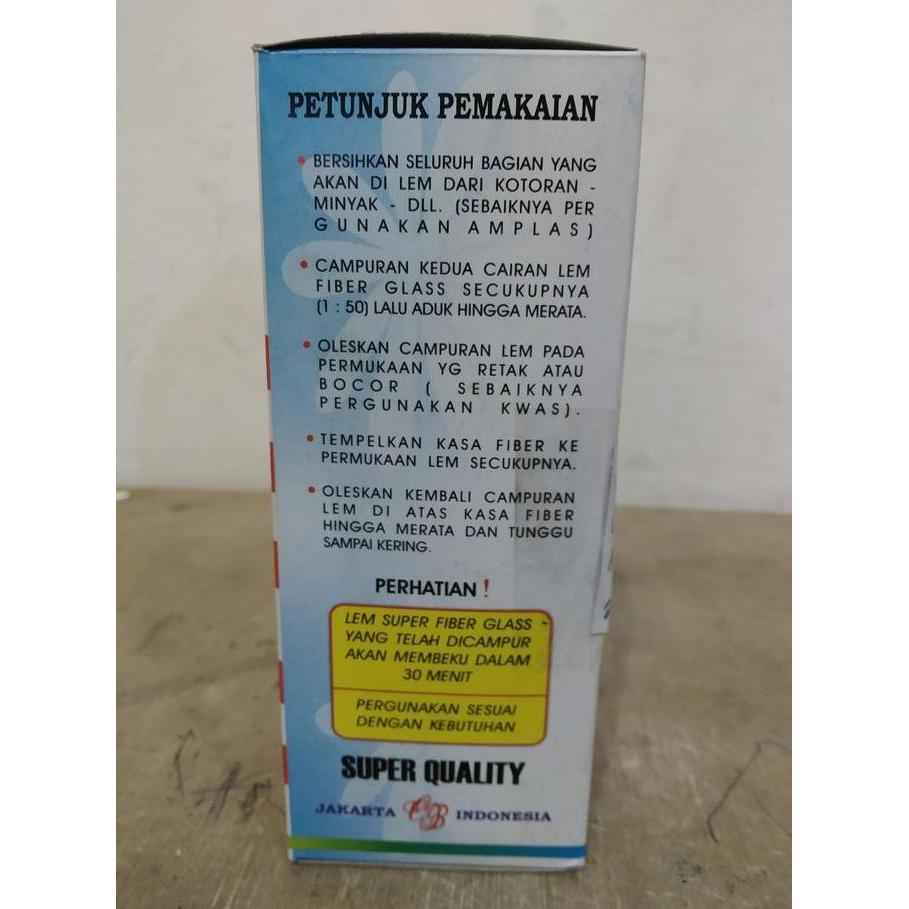 PETUNJUK PEMAKAIAN
• BERSIHKAN SELURUH BAGIAN YANG
AKAN DI LEM DARI KOTORAN -
MINYAK - DLL. (SEBAIKNYA PER
GUNAKAN AMPLAS)
• CAMPURAN KEDUA CAIRAN LEM
FIBER GLASS SECUKUPNYA
(1 : 50) LALU ADUK HINGGA MERATA.
• OLESKAN CAMPURAN LEM PADA
PERMUKAAN YG RETAK ATAU
BOCOR ( SEBAIKNYA
PERGUNAKAN KWAS).
• TEMPELKAN KASA FIBER KE
PERMUKAAN LEM SECUKUPNYA.
• OLESKAN KEMBALI CAMPURAN
LEM DI ATAS KASA FIBER
HINGGA MERATA DAN TUNGGU
SAMPAI KERING.
PERHATIAN !
LEM SUPER FIBER GLASS
YANG TELAH DICAMPUR
AKAN MEMBEKU DALAM
30 MENIT
PERGUNAKAN SESUAI
DENGAN KEBUTUHAN
SUPER QUALITY
JAKARTA INDONESIA